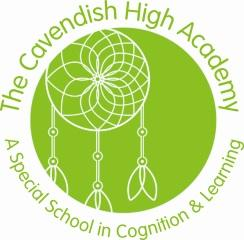 The Cavendish High Academy
A Special School in Cognition & Learning